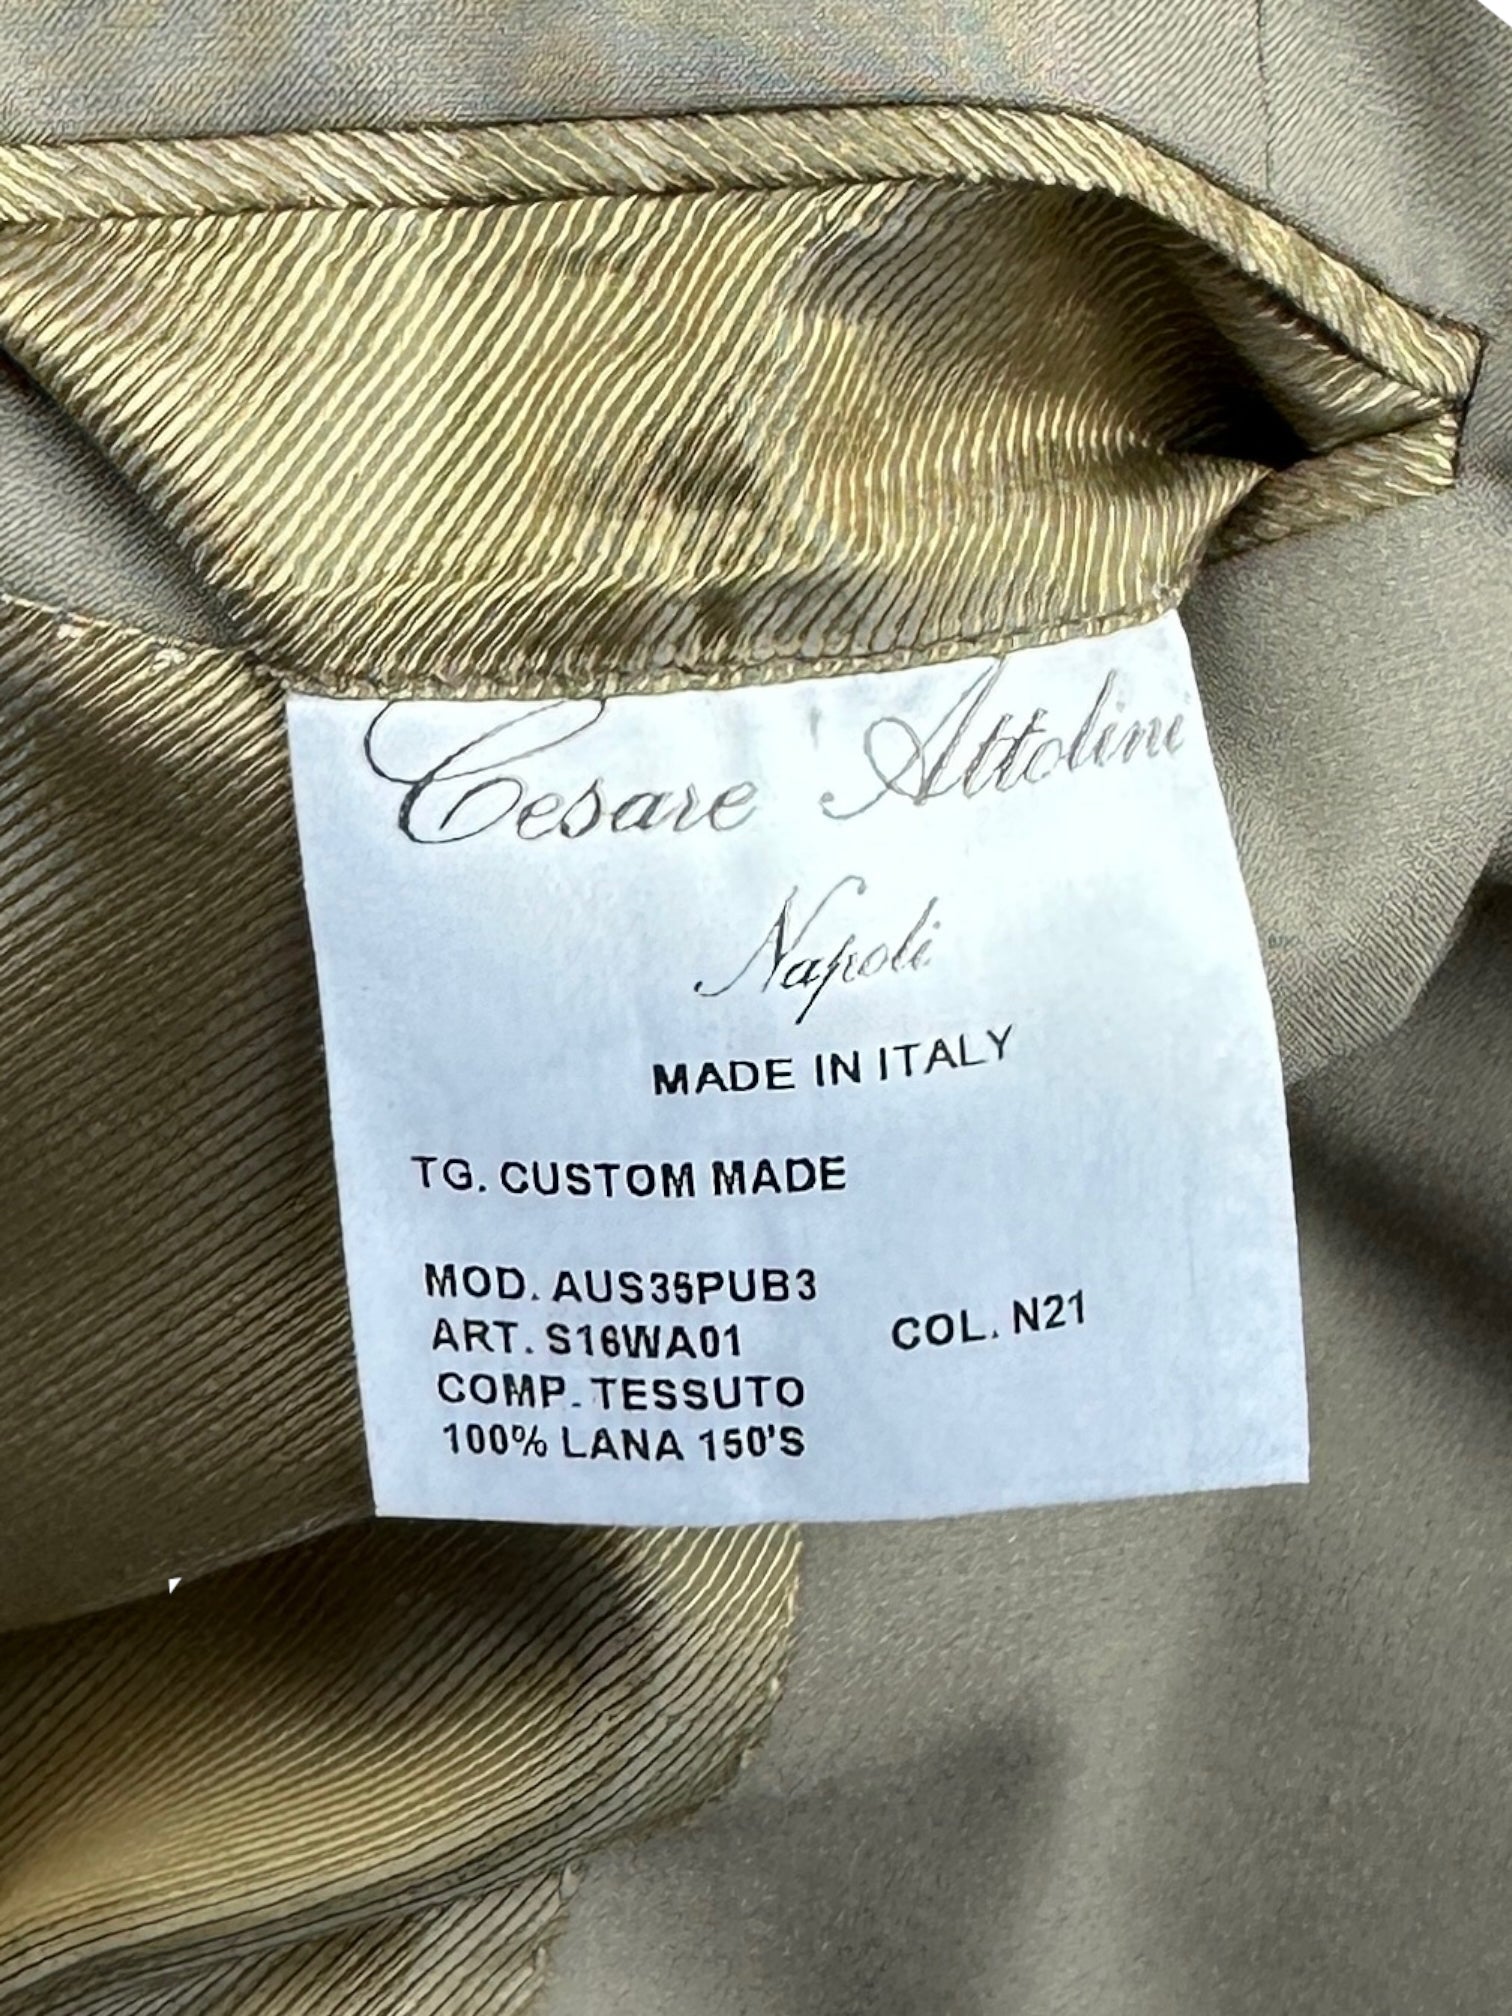 Cesare Attolini
Napoli
MADE IN ITALY
TG. CUSTOM MADE
MOD. AUS35PUB3
ART. S16WA01 COL. N21
COMP. TESSUTO
100% LANA 150'S